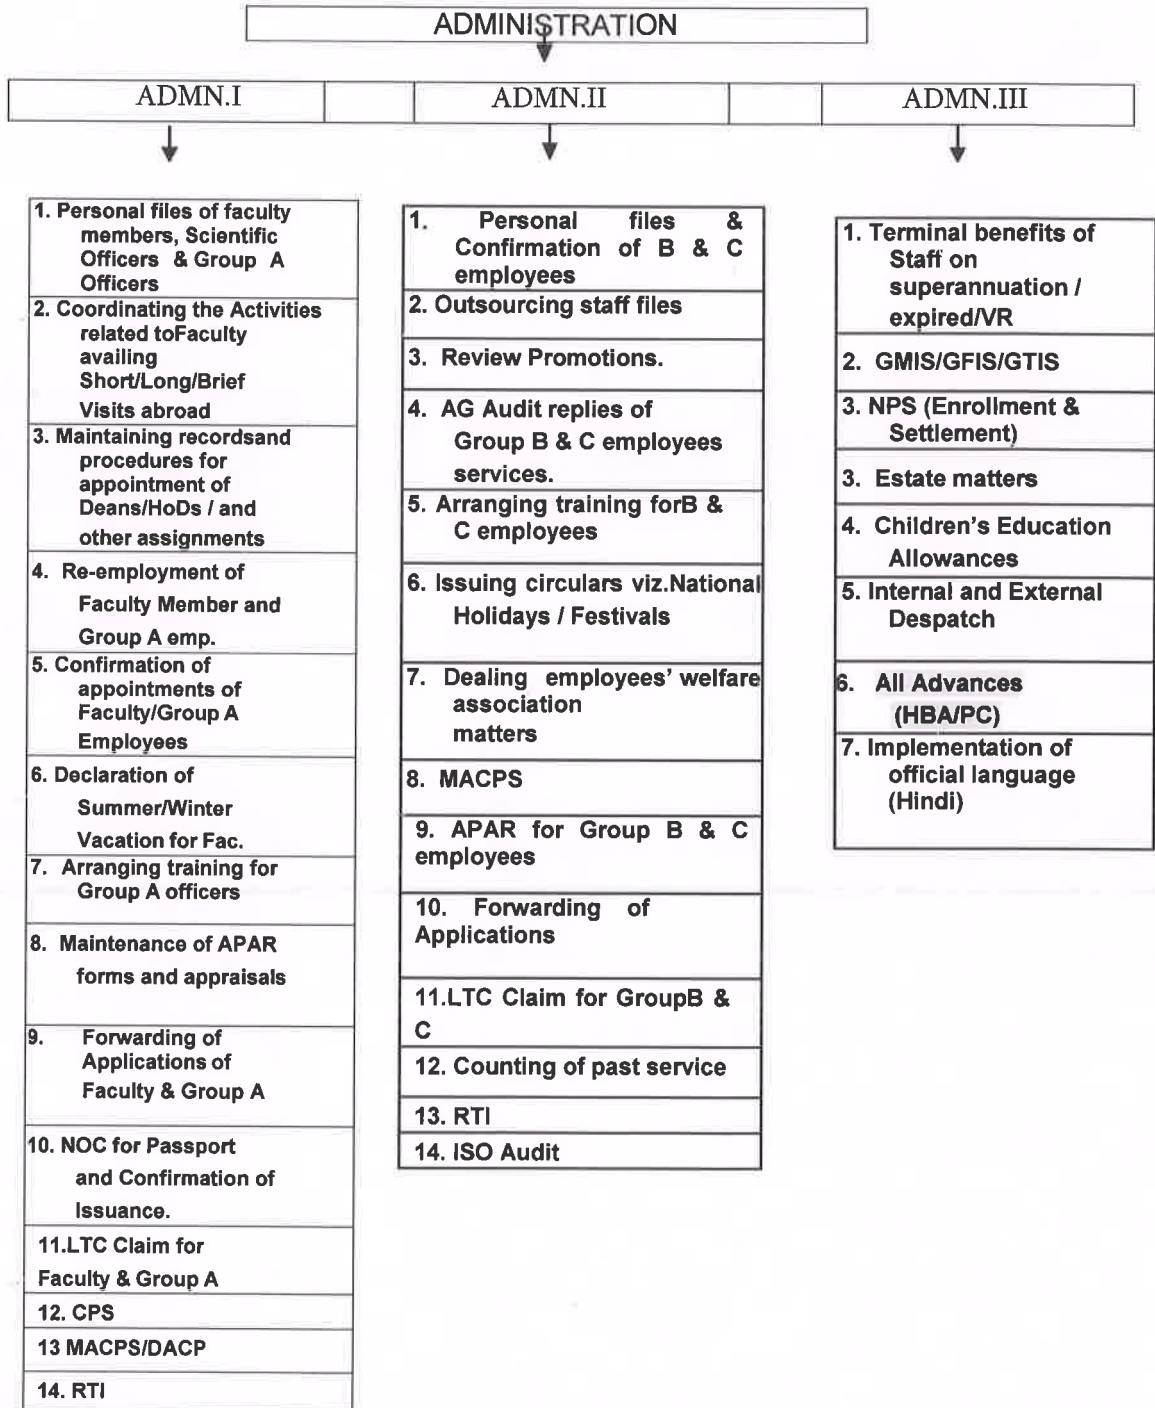 ADMINISTRATION
ADMN.I
ADMN.II
ADMN.III
1. Personal files of faculty
members, Scientific
Officers & Group A
Officers
2. Coordinating the Activities
related toFaculty
availing
Short/Long/Brief
Visits abroad
3. Maintaining recordsand
procedures for
appointment of
Deans/HoDs / and
other assignments
4. Re-employment of
Faculty Member and
Group A emp.
5. Confirmation of
appointments of
Faculty/Group A
Employees
6. Declaration of
Summer/Winter
Vacation for Fac.
7. Arranging training for
Group A officers
8. Maintenance of APAR
forms and appraisals
9. Forwarding of
Applications of
Faculty & Group A
10. NOC for Passport
and Confirmation of
Issuance.
11.LTC Claim for
Faculty & Group A
12. CPS
13 MACPS/DACP
14. RTI
1. Personal files &
Confirmation of B & C
employees
2. Outsourcing staff files
3. Review Promotions.
4. AG Audit replies of
Group B & C employees
services.
5. Arranging training forB &
C employees
6. Issuing circulars viz.National
Holidays / Festivals
7. Dealing employees' welfare
association
matters
8. MACPS
9. APAR for Group B & C
employees
10. Forwarding of
Applications
11.LTC Claim for GroupB &
C
12. Counting of past service
13. RTI
14. ISO Audit
1. Terminal benefits of
Staff on
superannuation /
expired/VR
2. GMIS/GFIS/GTIS
3. NPS (Enrollment &
Settlement)
3. Estate matters
4. Children's Education
Allowances
5. Internal and External
Despatch
6. All Advances
(HBA/PC)
7. Implementation of
official language
(Hindi)